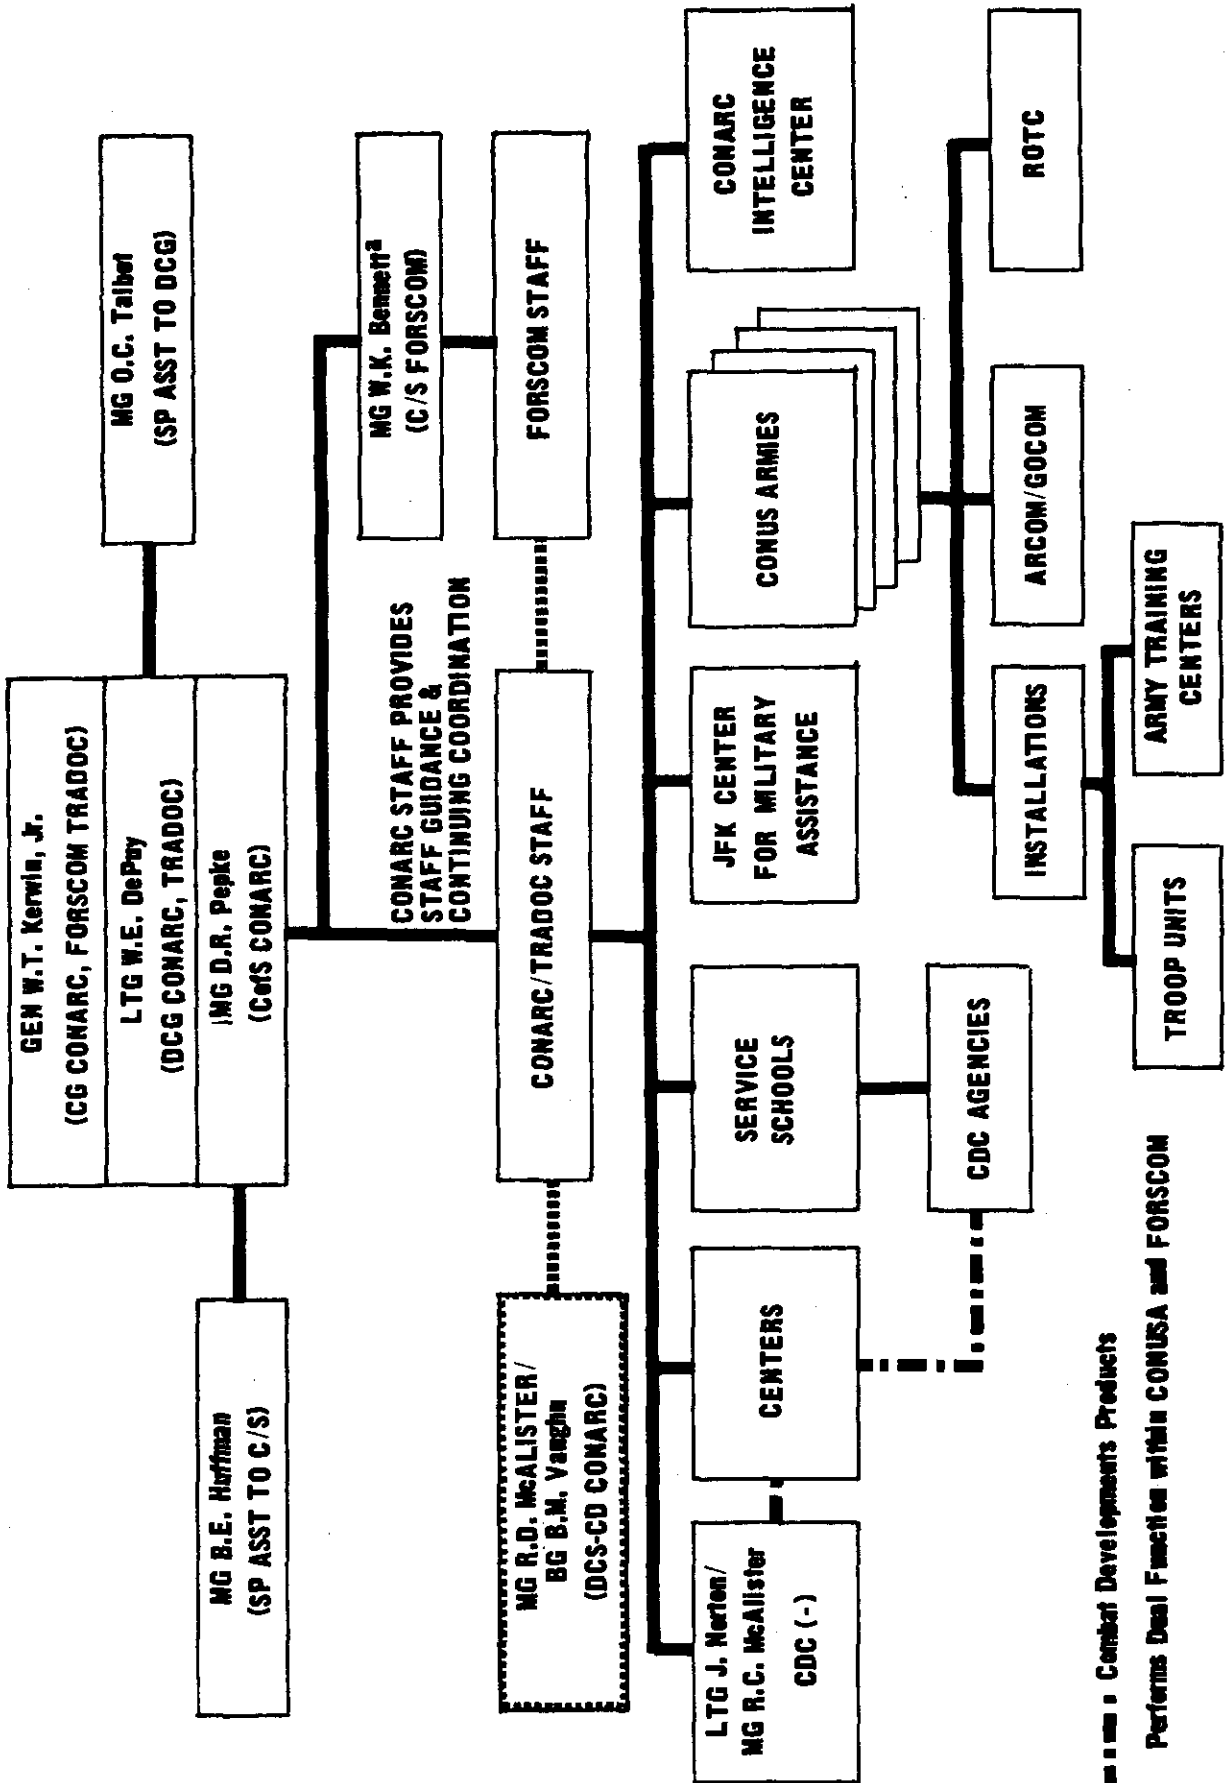 GEN W.T. Kerwin, Jr.
(CG CONARC, FORSCOM TRADOC)
LTG W.E. DePuy
(DCG CONARC, TRADOC)
MG D.R. Pepke
(CofS CONARC)
MG O.C. Talbot
(SP ASST TO DCG)
MG B.E. Huffman
(SP ASST TO C/S)
MG W.K. Bennettª
(C/S FORSCOM)
CONARC STAFF PROVIDES
STAFF GUIDANCE &
CONTINUING COORDINATION
MG R.D. McALISTER/
BG B.M. Vaughn
(DCS-CD CONARC)
CONARC/TRADOC STAFF
FORSCOM STAFF
LTG J. Norton/
MG R.C. McAlister
CDC (-)
CENTERS
SERVICE
SCHOOLS
JFK CENTER
FOR MILITARY
ASSISTANCE
CONUS ARMIES
CONARC
INTELLIGENCE
CENTER
CDC AGENCIES
INSTALLATIONS
ARCOM/GOCOM
ROTC
TROOP UNITS
ARMY TRAINING
CENTERS
Combat Developments Products
Performs Dual Function within CONUSA and FORSCOM